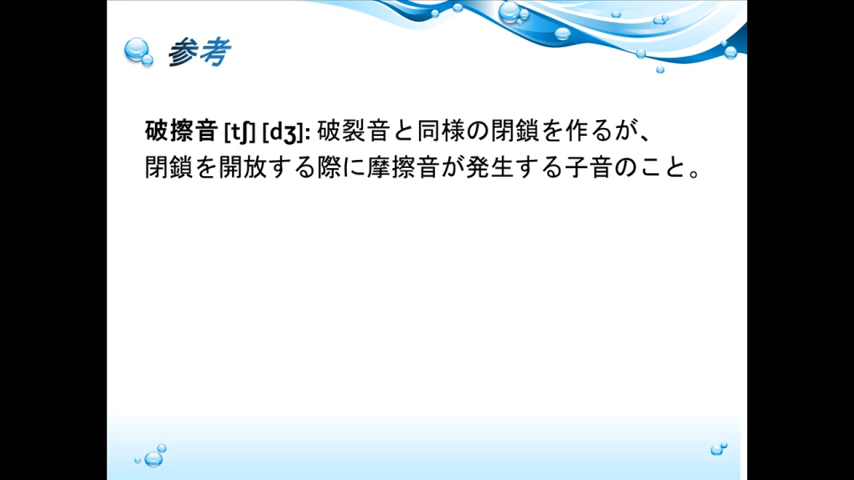 参考
破擦音 [tʃ] [dʒ]: 破裂音と同様の閉鎖を作るが、
閉鎖を開放する際に摩擦音が発生する子音のこと。